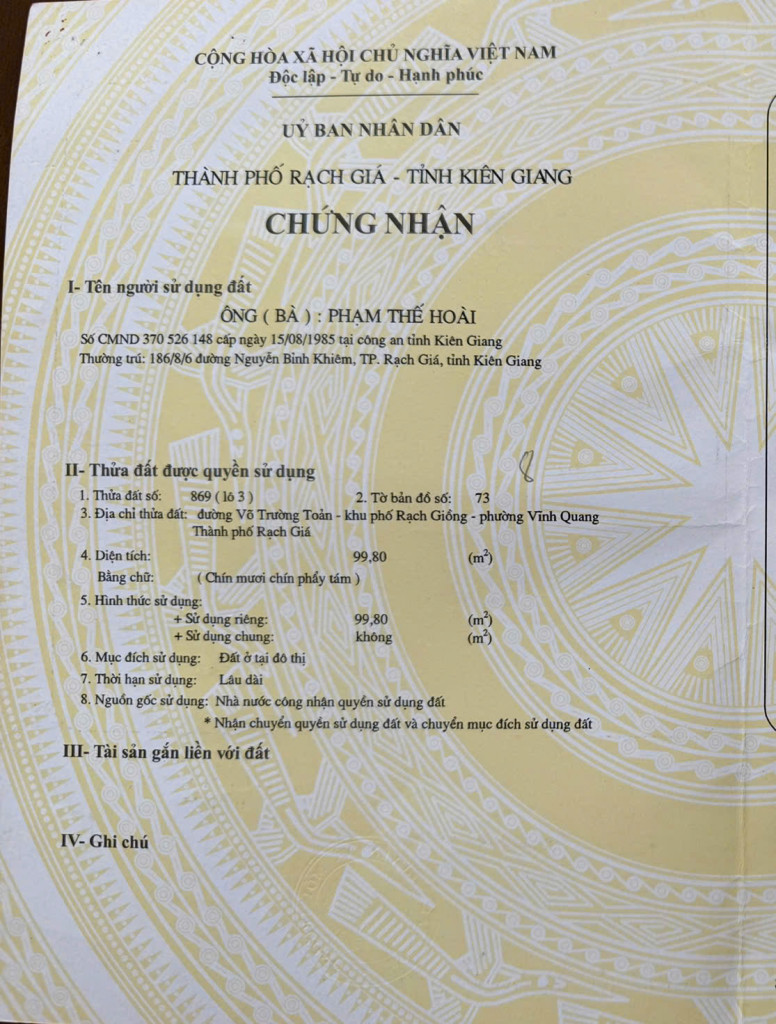 CỘNG HÒA XÃ HỘI CHỦ NGHĨA VIỆT NAM
Độc lập - Tự do - Hạnh phúc
UỶ BAN NHÂN DÂN
THÀNH PHỐ RẠCH GIÁ - TỈNH KIÊN GIANG
CHỨNG NHẬN
I- Tên người sử dụng đất
ÔNG ( BÀ ) : PHẠM THẾ HOÀI
Số CMND 370 526 148 cấp ngày 15/08/1985 tại công an tỉnh Kiên Giang
Thường trú: 186/8/6 đường Nguyễn Bỉnh Khiêm, TP. Rạch Giá, tỉnh Kiên Giang
8
II- Thửa đất được quyền sử dụng
1. Thửa đất số: 869 ( lô 3 ) 2. Tờ bản đồ số: 73
3. Địa chỉ thửa đất: đường Võ Trường Toản - khu phố Rạch Giồng - phường Vĩnh Quang
Thành phố Rạch Giá
4. Diện tích: 99,80 (m²)
Bằng chữ: ( Chín mươi chín phẩy tám )
5. Hình thức sử dụng:
+ Sử dụng riêng: 99,80 (m²)
+ Sử dụng chung: không (m²)
6. Mục đích sử dụng: Đất ở tại đô thị
7. Thời hạn sử dụng: Lâu dài
8. Nguồn gốc sử dụng: Nhà nước công nhận quyền sử dụng đất
* Nhận chuyển quyền sử dụng đất và chuyển mục đích sử dụng đất
III- Tài sản gắn liền với đất
IV- Ghi chú